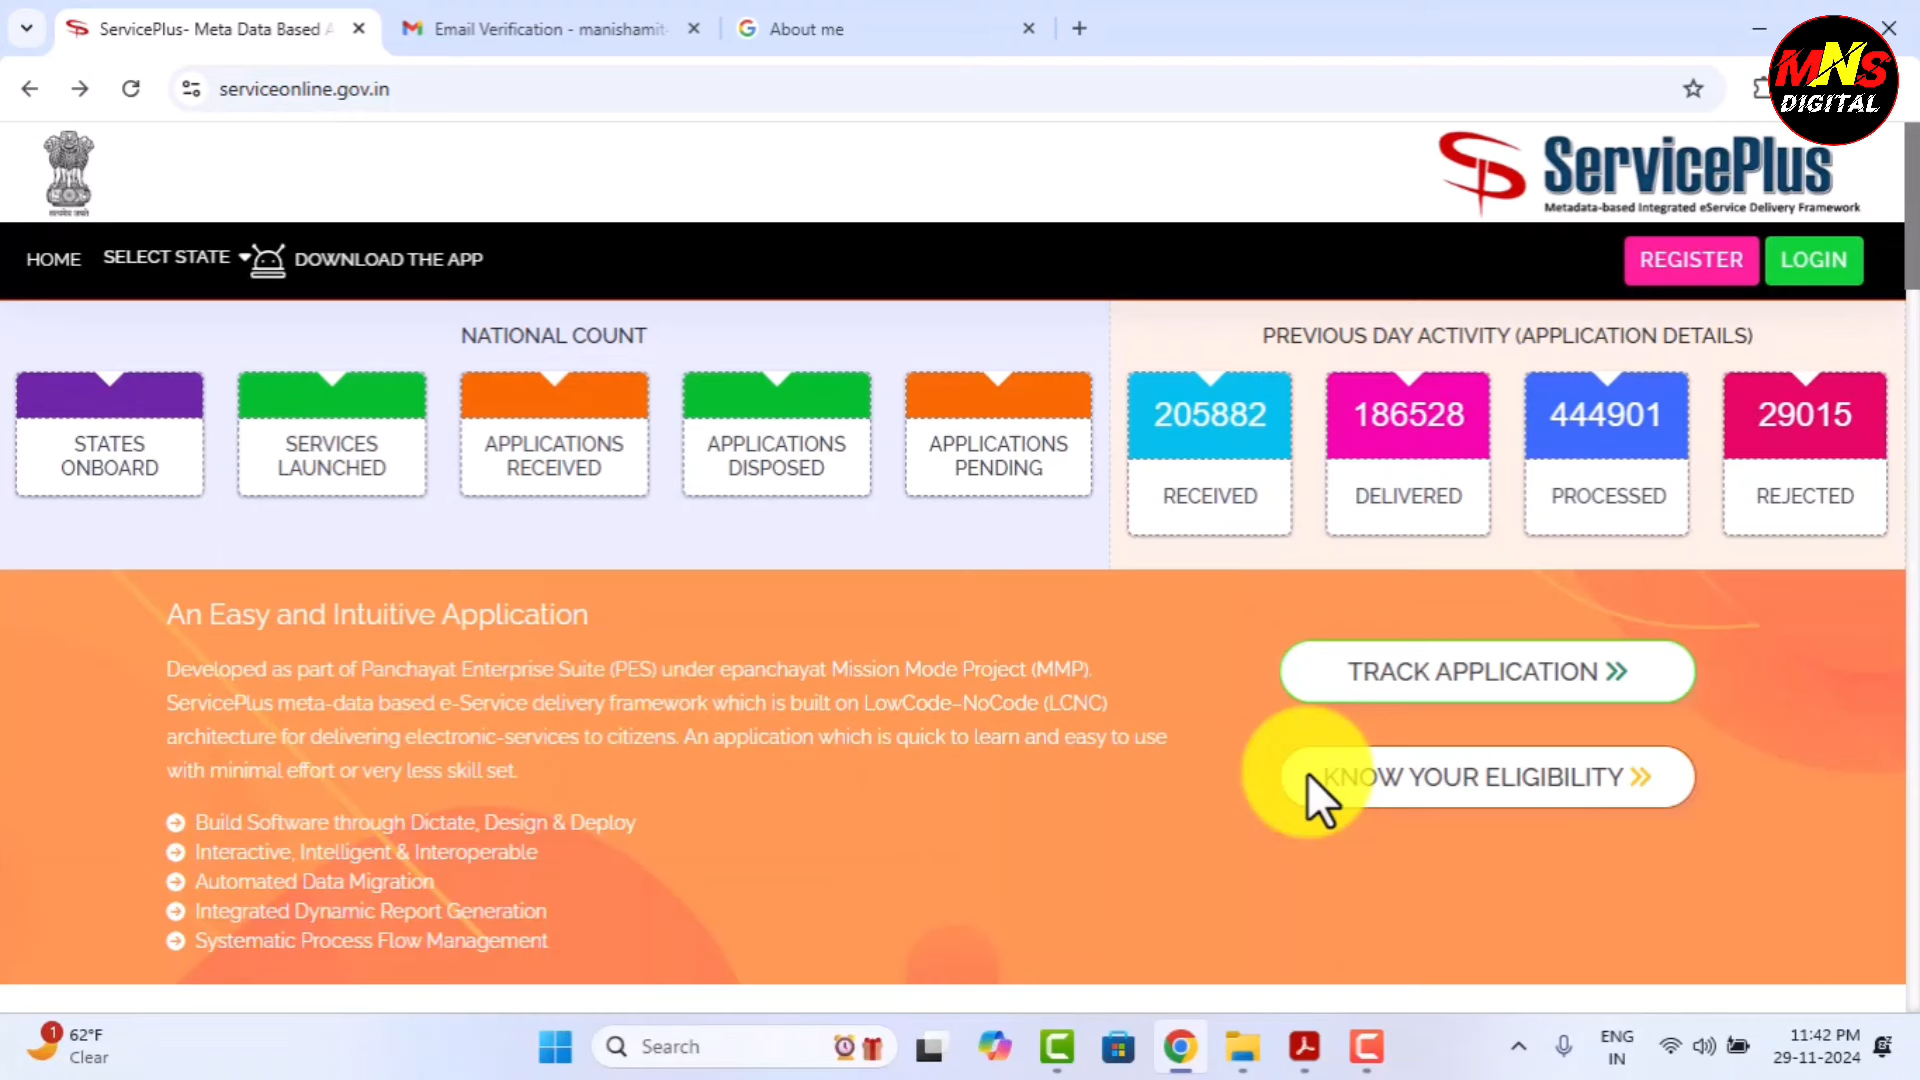 ServicePlus- Meta Data Based A
Email Verification - manishamit
About me
serviceonline.gov.in
MNS
DIGITAL
सत्यमेव जयते
ServicePlus
Metadata-based Integrated eService Delivery Framework
HOME
SELECT STATE
DOWNLOAD THE APP
REGISTER
LOGIN
NATIONAL COUNT
PREVIOUS DAY ACTIVITY (APPLICATION DETAILS)
STATES
ONBOARD
SERVICES
LAUNCHED
APPLICATIONS
RECEIVED
APPLICATIONS
DISPOSED
APPLICATIONS
PENDING
205882
RECEIVED
186528
DELIVERED
444901
PROCESSED
29015
REJECTED
An Easy and Intuitive Application
Developed as part of Panchayat Enterprise Suite (PES) under epanchayat Mission Mode Project (MMP).
ServicePlus meta-data based e-Service delivery framework which is built on LowCode-NoCode (LCNC)
architecture for delivering electronic-services to citizens. An application which is quick to learn and easy to use
with minimal effort or very less skill set.
Build Software through Dictate, Design & Deploy
Interactive, Intelligent & Interoperable
Automated Data Migration
Integrated Dynamic Report Generation
Systematic Process Flow Management
TRACK APPLICATION
KNOW YOUR ELIGIBILITY
1
62°F
Clear
Search
ENG
IN
11:42 PM
29-11-2024